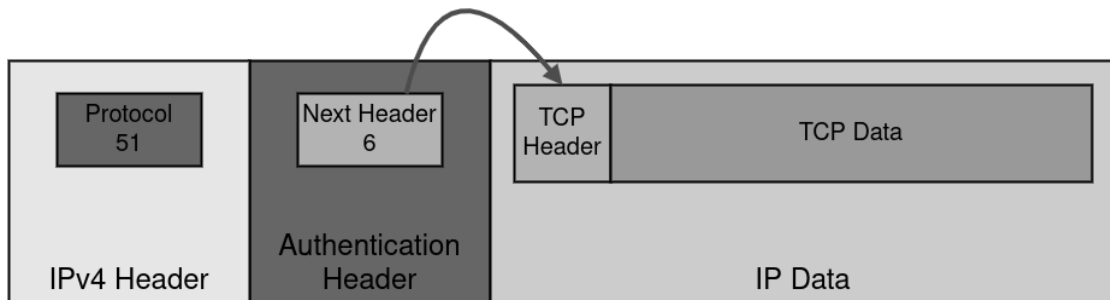 Protocol
51
Next Header
6
TCP
Header
TCP Data
IPv4 Header
Authentication
Header
IP Data